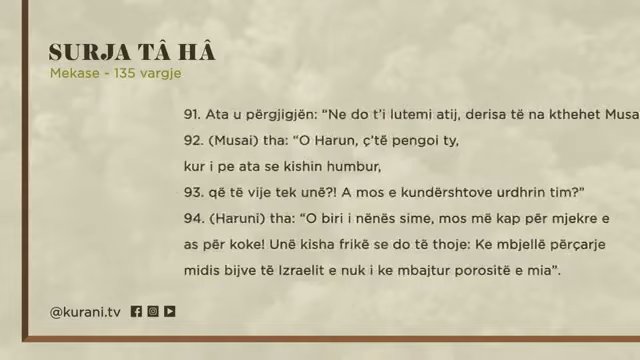 SURJA TÂ HÂ
Mekase - 135 vargje
91. Ata u përgjigjën: “Ne do t’i lutemi atij, derisa të na kthehet Musa
92. (Musai) tha: “O Harun, ç’të pengoi ty,
kur i pe ata se kishin humbur,
93. që të vije tek unë?! A mos e kundërshtove urdhrin tim?”
94. (Haruni) tha: “O biri i nënës sime, mos më kap për mjekre e
as për koke! Unë kisha frikë se do të thoje: Ke mbjellë përçarje
midis bijve të Izraelit e nuk i ke mbajtur porositë e mia”.
@kurani.tv